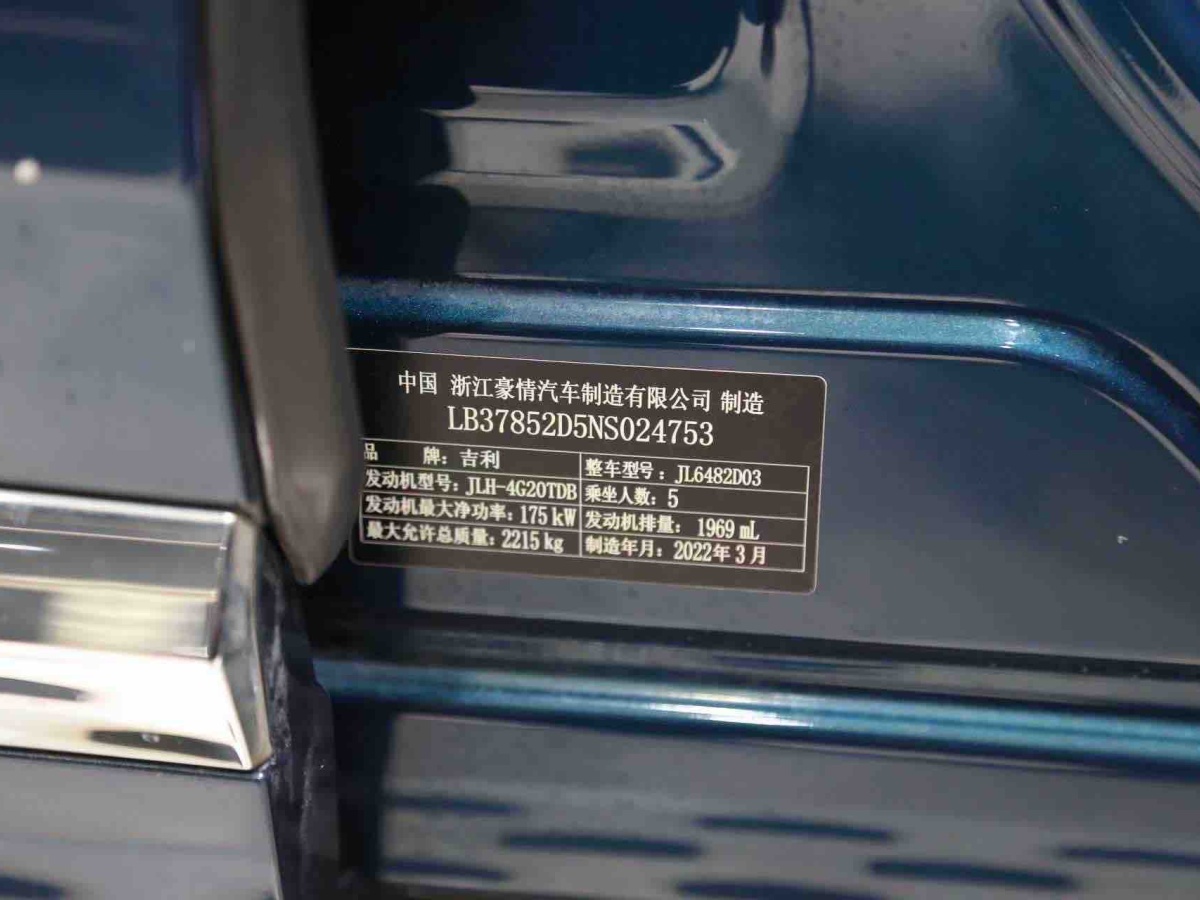 中国 浙江豪情汽车制造有限公司 制造
LB37852D5NS024753
品 牌：吉利 整车型号：JL6482D03
发动机型号：JLH-4G20TDB 乘坐人数：5
发动机最大净功率：175 kW 发动机排量：1969 mL
最大允许总质量：2215 kg 制造年月：2022年3月